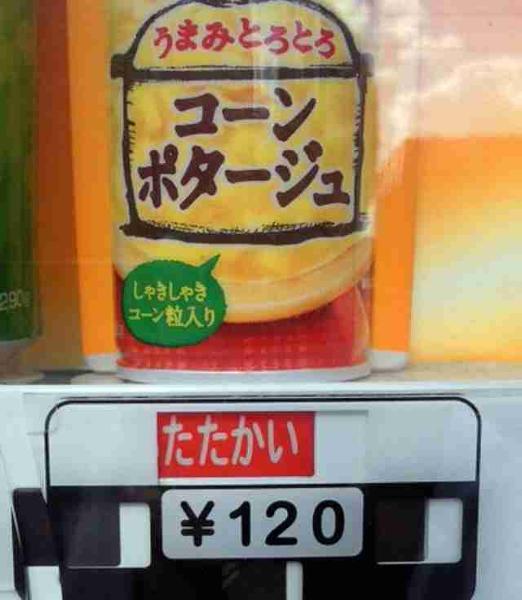 うまみとろとろ
コーン
ポタージュ
しゃきしゃき
コーン粒入り
290g
たたかい
¥120